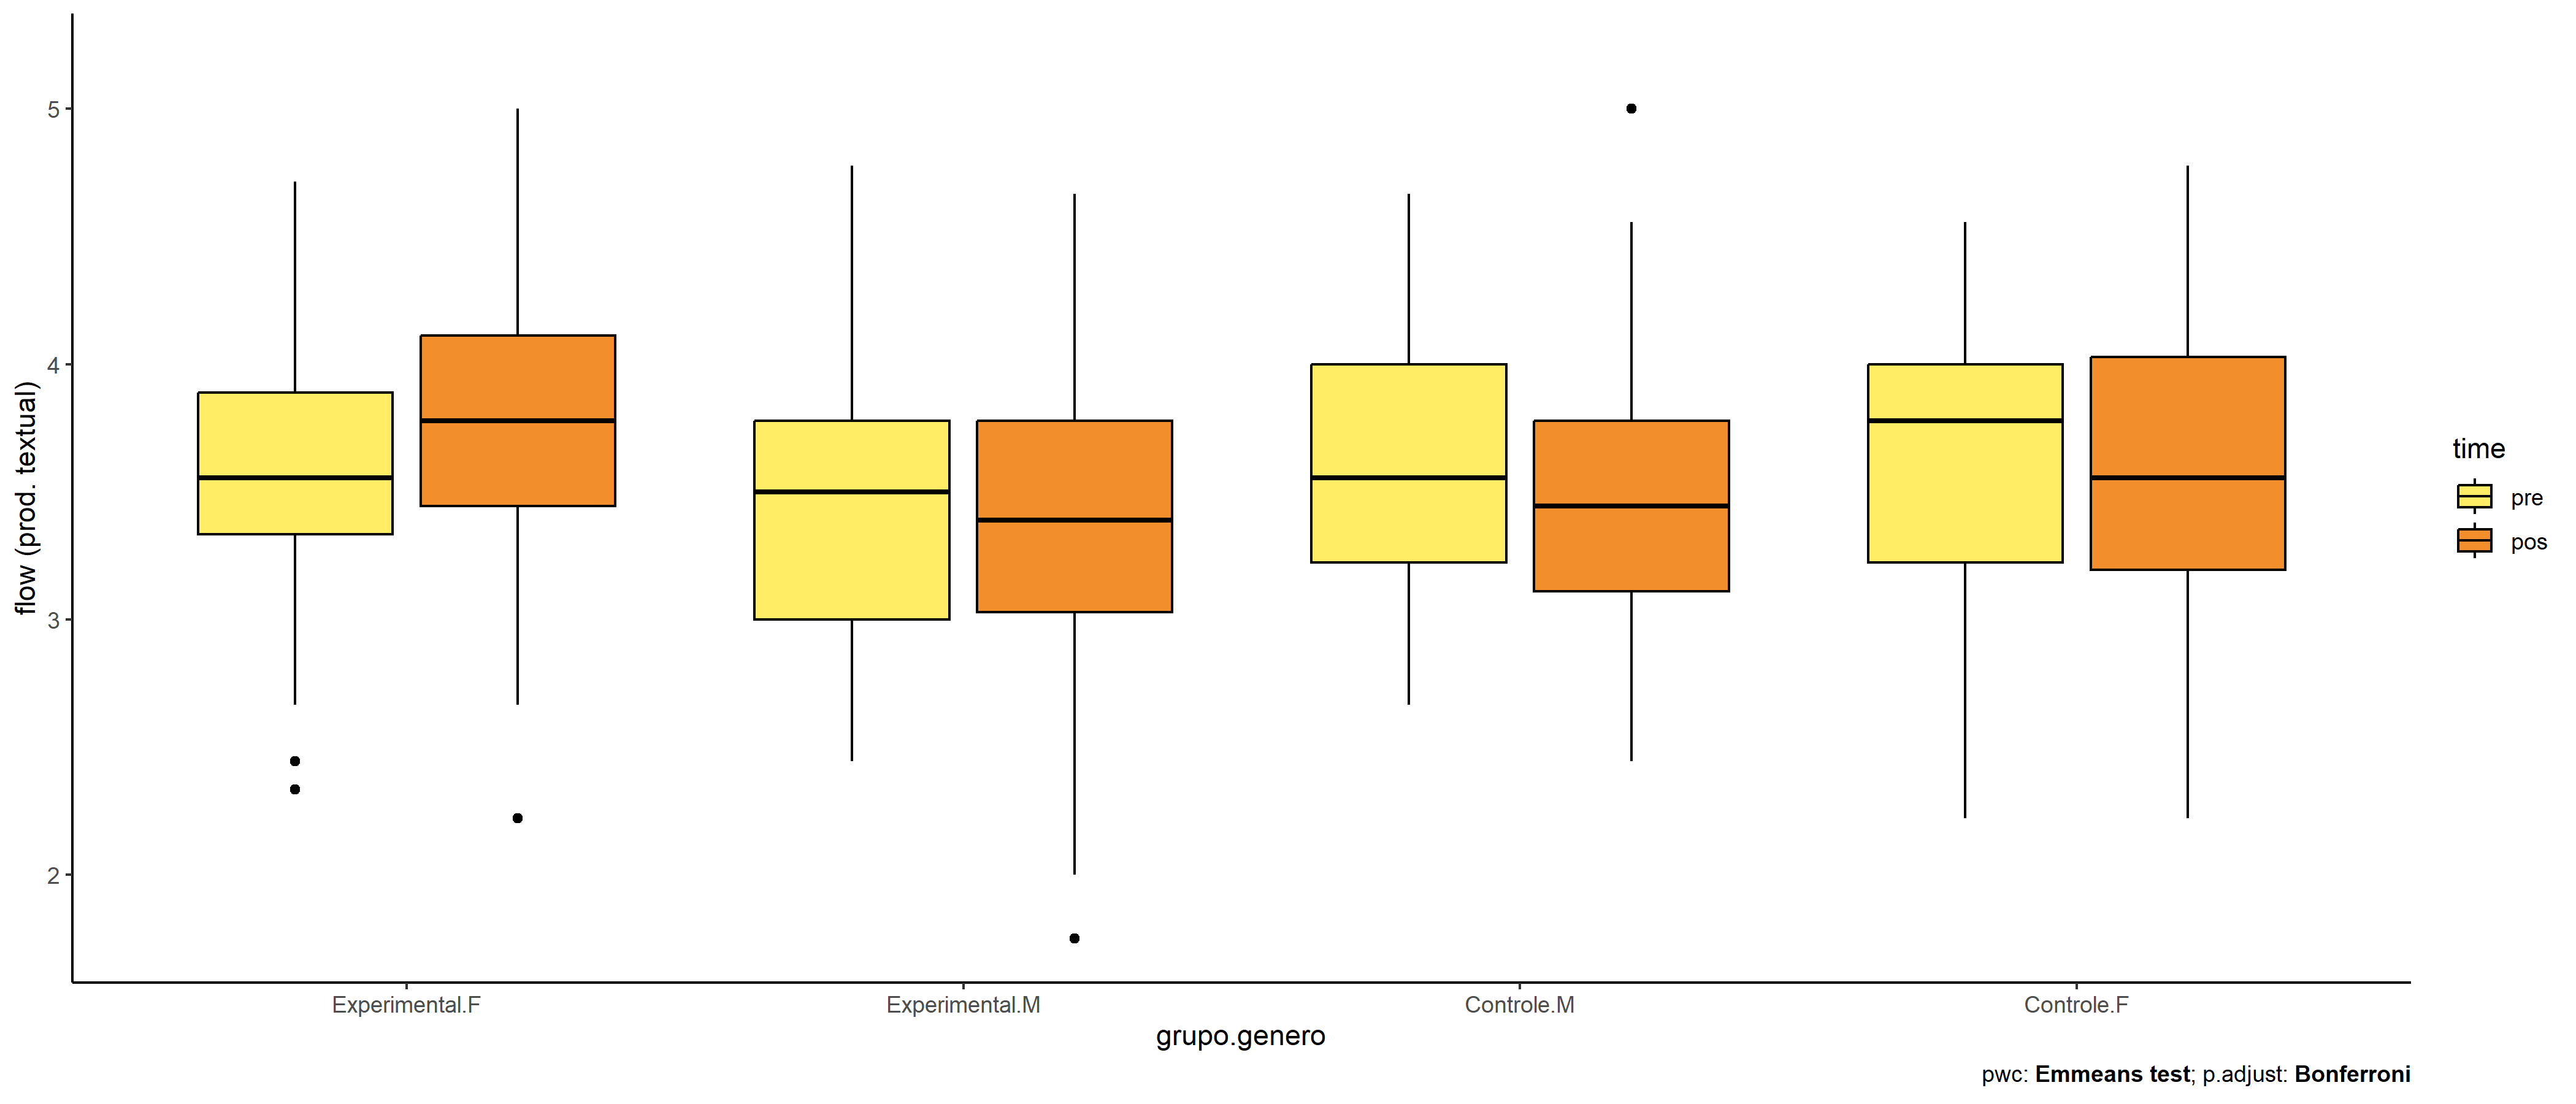 flow (prod. textual)
5
4
3
2
Experimental.F
Experimental.M
Controle.M
Controle.F
grupo.genero
time
pre
pos
pwc: Emmeans test; p.adjust: Bonferroni